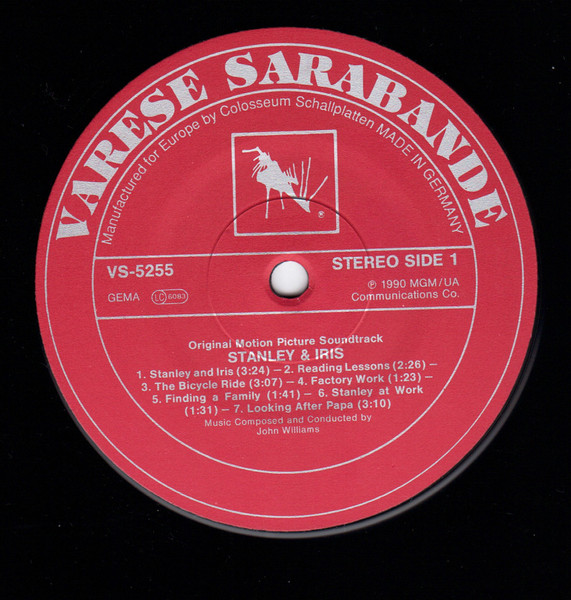 VARESE SARABANDE
Manufactured for Europe by Colosseum Schallplatten MADE IN GERMANY
®
VS-5255
STEREO SIDE 1
GEMA LC 6083
℗ 1990 MGM/UA
Communications Co.
Original Motion Picture Soundtrack
STANLEY & IRIS
1. Stanley and Iris (3:24) – 2. Reading Lessons (2:26) –
3. The Bicycle Ride (3:07) – 4. Factory Work (1:23) –
5. Finding a Family (1:41) – 6. Stanley at Work
(1:31) – 7. Looking After Papa (3:10)
Music Composed and Conducted by
John Williams